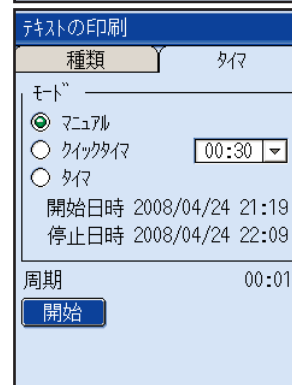 ﾃｷｽﾄの印刷
種類 ﾀｲﾏ
ﾓｰﾄﾞ
ﾏﾆｭｱﾙ
ｸｲｯｸﾀｲﾏ 00:30
ﾀｲﾏ
開始日時 2008/04/24 21:19
停止日時 2008/04/24 22:09
周期 00:01
開始